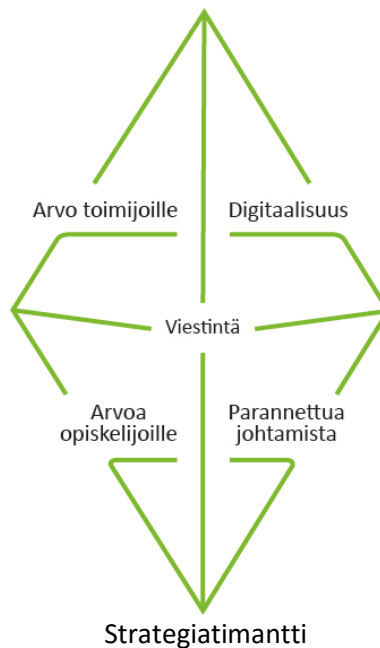 Arvo toimijoille
Digitaalisuus
Viestintä
Arvoa
opiskelijoille
Parannettua
johtamista
Strategiatimantti